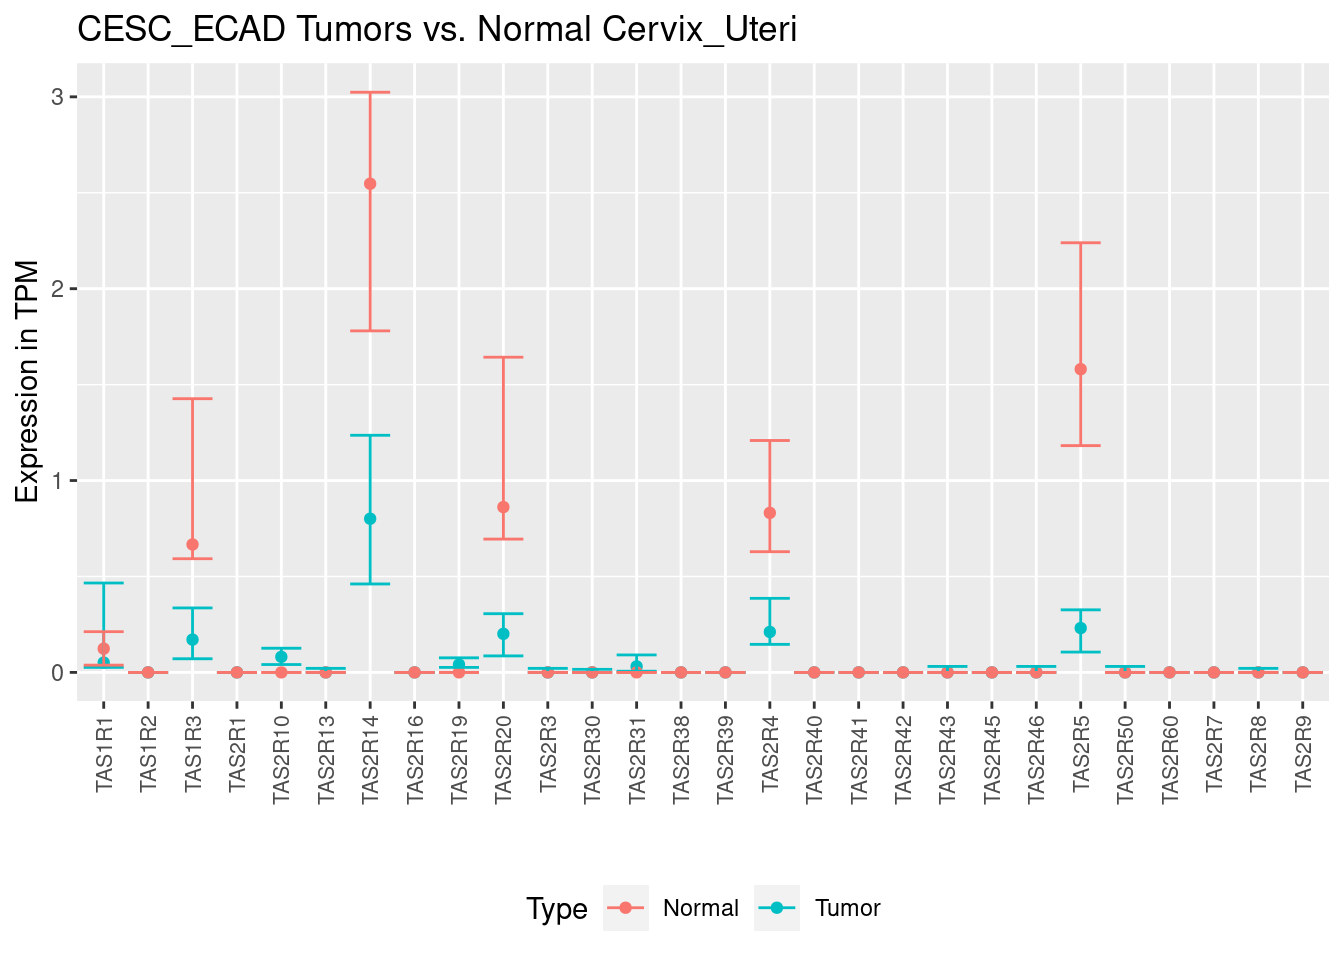 CESC_ECAD Tumors vs. Normal Cervix_Uteri
Expression in TPM
3
2
1
0
TAS1R1
TAS1R2
TAS1R3
TAS2R1
TAS2R10
TAS2R13
TAS2R14
TAS2R16
TAS2R19
TAS2R20
TAS2R3
TAS2R30
TAS2R31
TAS2R38
TAS2R39
TAS2R4
TAS2R40
TAS2R41
TAS2R42
TAS2R43
TAS2R45
TAS2R46
TAS2R5
TAS2R50
TAS2R60
TAS2R7
TAS2R8
TAS2R9
Type Normal Tumor